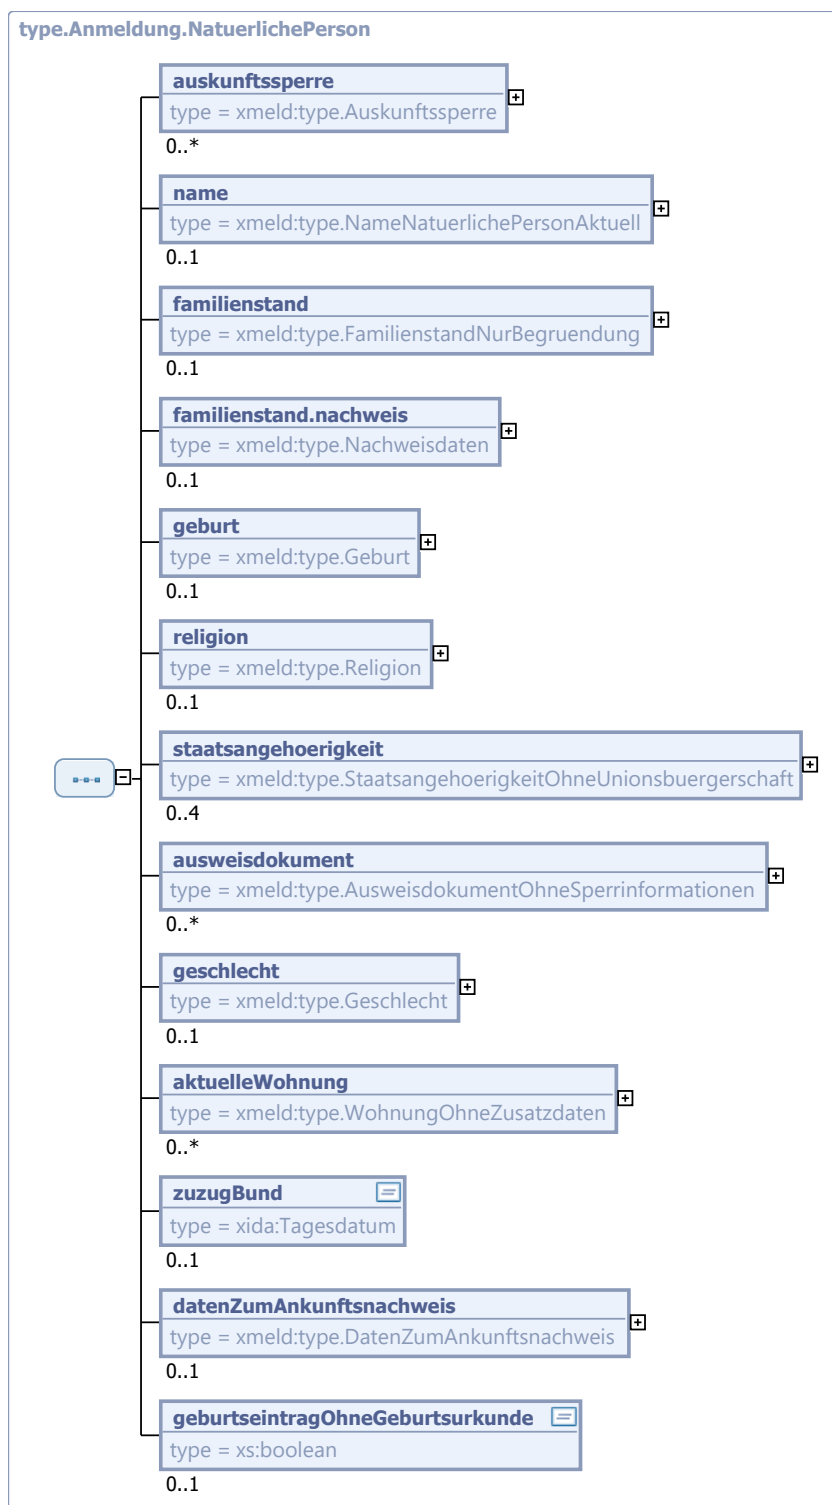 type.Anmeldung.NatuerlichePerson
auskunftssperre
type = xmeld:type.Auskunftssperre
0..*
name
type = xmeld:type.NameNatuerlichePersonAktuell
0..1
familienstand
type = xmeld:type.FamilienstandNurBegruendung
0..1
familienstand.nachweis
type = xmeld:type.Nachweisdaten
0..1
geburt
type = xmeld:type.Geburt
0..1
religion
type = xmeld:type.Religion
0..1
staatsangehoerigkeit
type = xmeld:type.StaatsangehoerigkeitOhneUnionsbuergerschaft
0..4
ausweisdokument
type = xmeld:type.AusweisdokumentOhneSperrinformationen
0..*
geschlecht
type = xmeld:type.Geschlecht
0..1
aktuelleWohnung
type = xmeld:type.WohnungOhneZusatzdaten
0..*
zuzugBund
type = xida:Tagesdatum
0..1
datenZumAnkunftsnachweis
type = xmeld:type.DatenZumAnkunftsnachweis
0..1
geburtseintragOhneGeburtsurkunde
type = xs:boolean
0..1